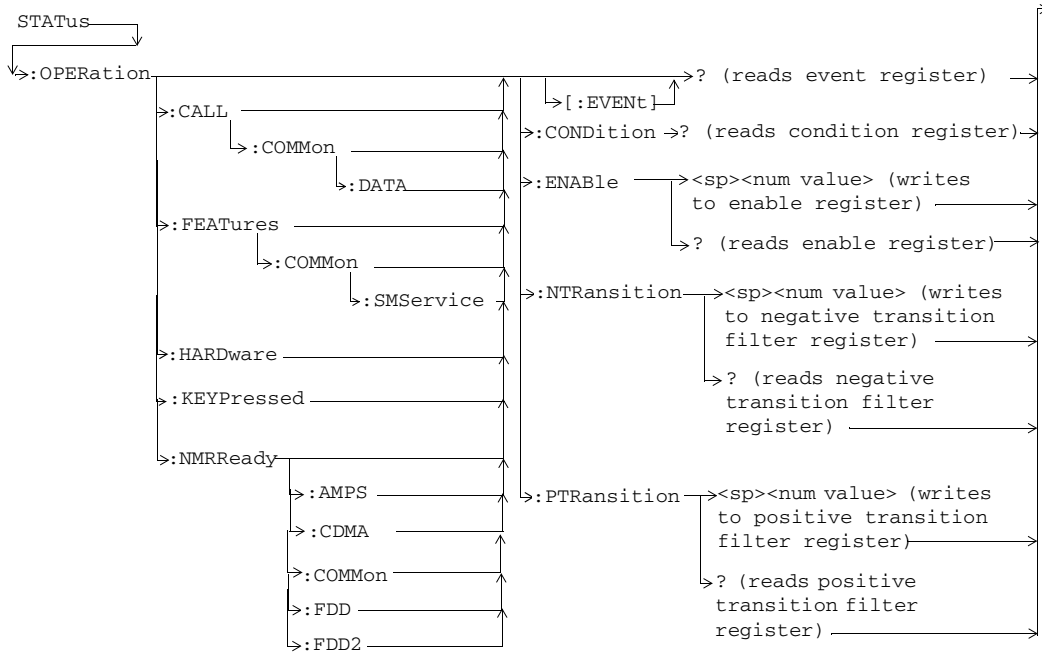 STATus
:OPERation
:CALL
:COMMon
:DATA
:FEATures
:COMMon
:SMService
:HARDware
:KEYPressed
:NMRReady
:AMPS
:CDMA
:COMMon
:FDD
:FDD2
? (reads event register)
[:EVENt]
:CONDition
? (reads condition register)
:ENABle
<sp><num value> (writes
to enable register)
? (reads enable register)
:NTRansition
<sp><num value> (writes
to negative transition
filter register)
? (reads negative
transition filter
register)
:PTRansition
<sp><num value> (writes
to positive transition
filter register)
? (reads positive
transition filter
register)